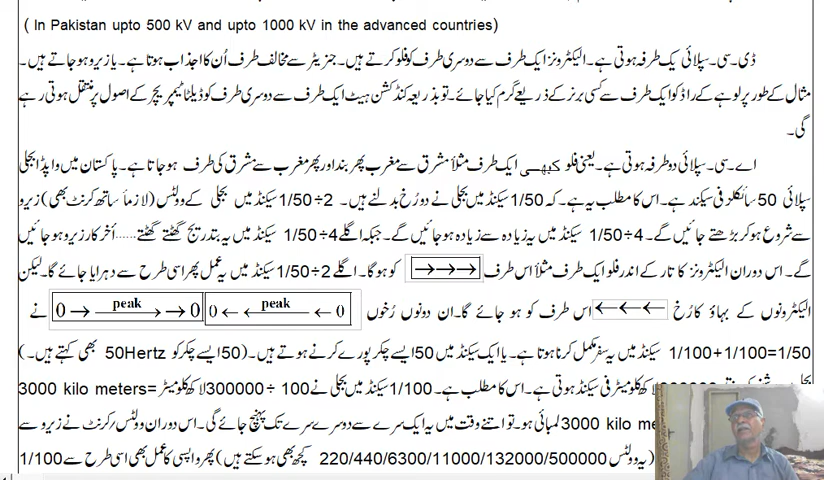 ( In Pakistan upto 500 kV and upto 1000 kV in the advanced countries)
ڈی۔سی۔سپلائی یک طرفہ ہوتی ہے۔الیکٹرونز ایک طرف سے دوسری طرف کو فلو کرتے ہیں۔ جنریٹر سے مخالف طرف اُن کا جذاب ہوتا ہے۔یا زیرو ہو جاتے ہیں۔
مثال کے طور پر لوہے کے راڈ کو ایک طرف سے کسی برنر کے ذریعے گرم کیا جائے۔تو بذریعہ کنڈکشن ہیٹ ایک طرف سے دوسری طرف کو ڈیلٹا ٹیمپریچر کے اصول پر منتقل ہوتی رہے
گی۔
اے۔سی۔سپلائی دو طرفہ ہوتی ہے۔یعنی فلو کبھی ایک طرف مثلاً مشرق سے مغرب پھر بند اور پھر مغرب سے مشرق کی طرف ہو جاتا ہے۔پاکستان میں واپڈا بجلی
سپلائی 50 سائیکلز فی سیکنڈ ہے۔اس کا مطلب یہ ہے۔کہ 1/50 سیکنڈ میں بجلی نے دو رُخ بدلنے ہیں۔ 2÷1/50 سیکنڈ میں بجلی کے وولٹس (لازماً ساتھ کرنٹ بھی) زیرو
سے شروع ہو کر بڑھتے جائیں گے۔ 4÷1/50 سیکنڈ میں یہ زیادہ سے زیادہ ہو جائیں گے۔جبکہ اگلے 4÷1/50 سیکنڈ میں یہ بتدریج گھٹتے گھٹتے......آخر کار زیرو ہو جائیں
گے۔ اس دوران الیکٹرونز کا تار کے اندر فلو ایک طرف مثلاً اس طرف →→→ کو ہوگا۔ اگلے 2÷1/50 سیکنڈ میں یہ عمل پھر اسی طرح سے دہرایا جائے گا۔لیکن
الیکٹرونوں کے بہاؤ کا رُخ ←←← اس طرف کو ہو جائے گا۔ان دونوں رُخوں 0 ← peak ← 0 0 → peak → 0 نے
1/100+1/100=1/50 سیکنڈ میں یہ سفر مکمل کرنا ہوتا ہے۔یا ایک سیکنڈ میں 50 ایسے چکر پورے کرنے ہوتے ہیں۔(50 ایسے چکر کو 50Hertz بھی کہتے ہیں۔)
لاکھ کلومیٹر فی سیکنڈ ہوتی ہے۔اس کا مطلب ہے۔1/100 سیکنڈ میں بجلی نے 100 ÷ 300000 لاکھ کلومیٹر =3000 kilo meters
3000 kilo me لمبائی ہو۔تو اتنے وقت میں یہ ایک سرے سے دوسرے سرے تک پہنچ جائے گی۔اس دوران وولٹس/کرنٹ نے زیرو سے
(یہ وولٹس 220/440/6300/11000/132000/500000 کچھ بھی ہو سکتے ہیں) پھر واپسی کا عمل بھی اسی طرح سے 1/100